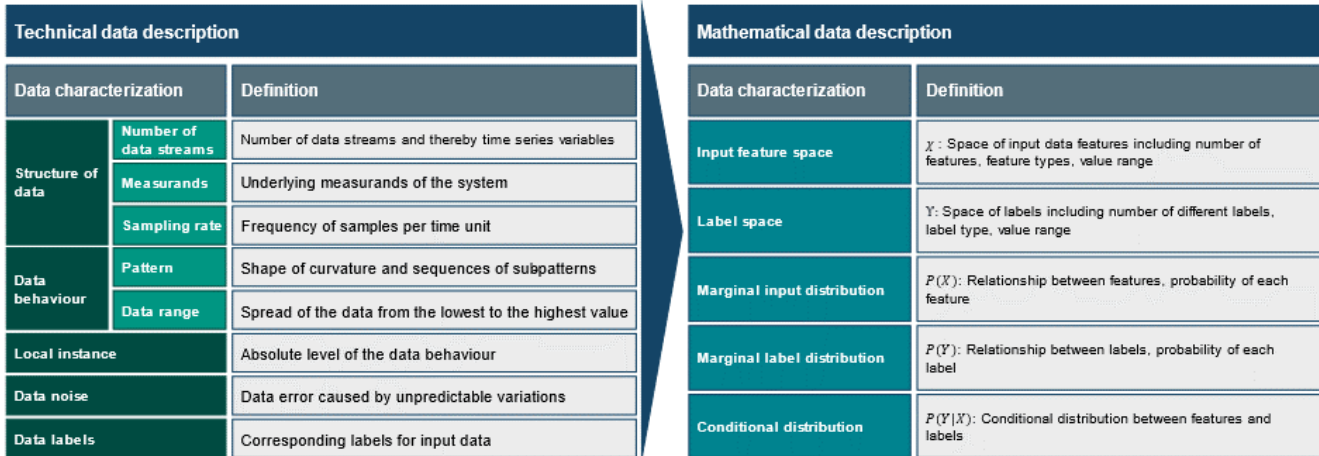 Technical data description
Data characterization
Definition
Structure of
data
Number of
data streams
Number of data streams and thereby time series variables
Measurands
Underlying measurands of the system
Sampling rate
Frequency of samples per time unit
Data
behaviour
Pattern
Shape of curvature and sequences of subpatterns
Data range
Spread of the data from the lowest to the highest value
Local instance
Absolute level of the data behaviour
Data noise
Data error caused by unpredictable variations
Data labels
Corresponding labels for input data
Mathematical data description
Data characterization
Definition
Input feature space
χ : Space of input data features including number of
features, feature types, value range
Label space
Υ: Space of labels including number of different labels,
label type, value range
Marginal input distribution
P(X): Relationship between features, probability of each
feature
Marginal label distribution
P(Y): Relationship between labels, probability of each
label
Conditional distribution
P(Y|X): Conditional distribution between features and
labels